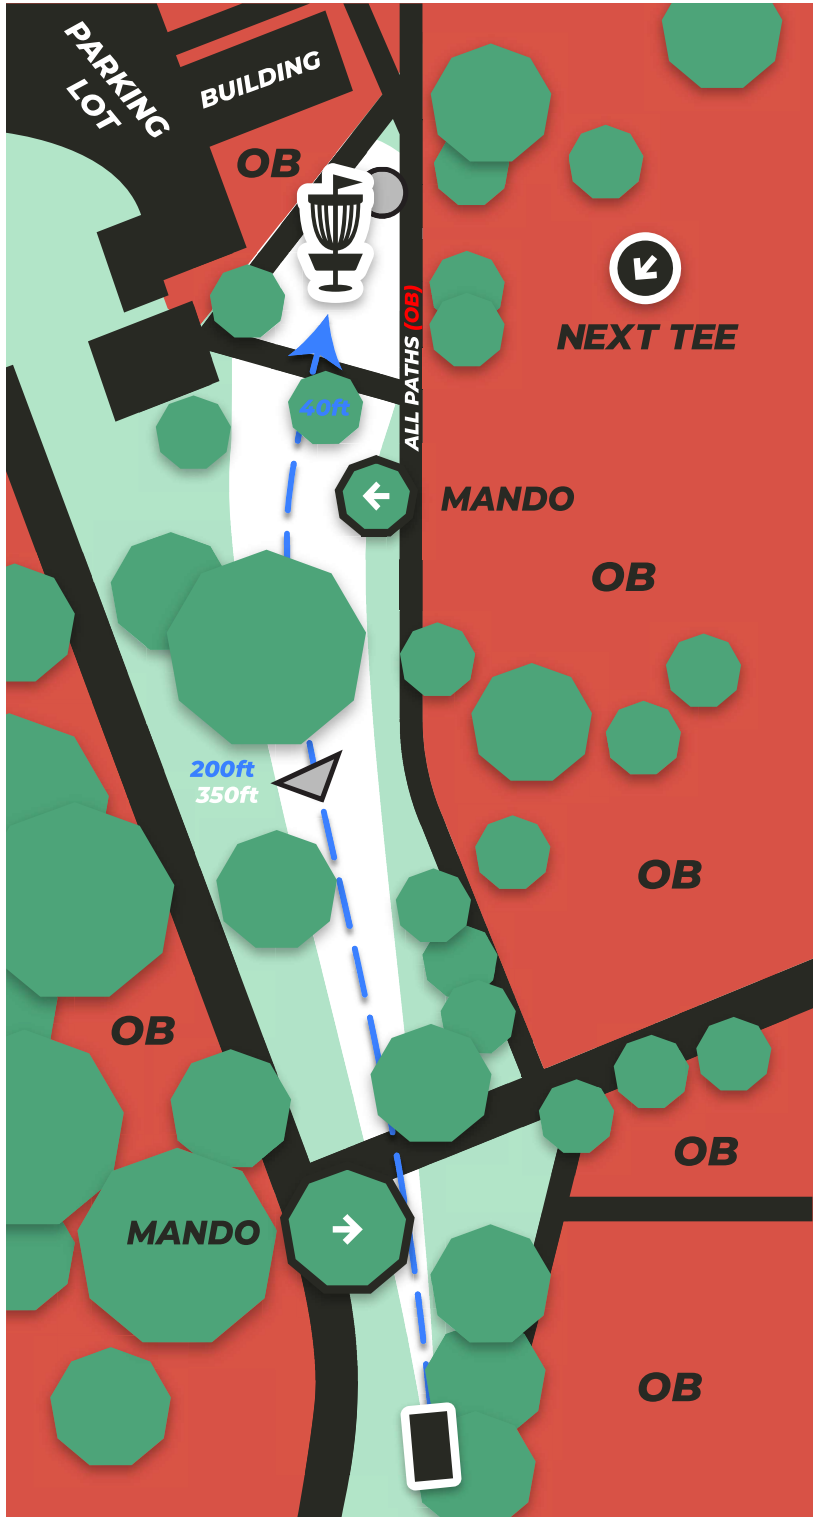 PARKING
LOT
BUILDING
OB
ALL PATHS (OB)
NEXT TEE
40ft
MANDO
OB
200ft
350ft
OB
OB
OB
MANDO
OB